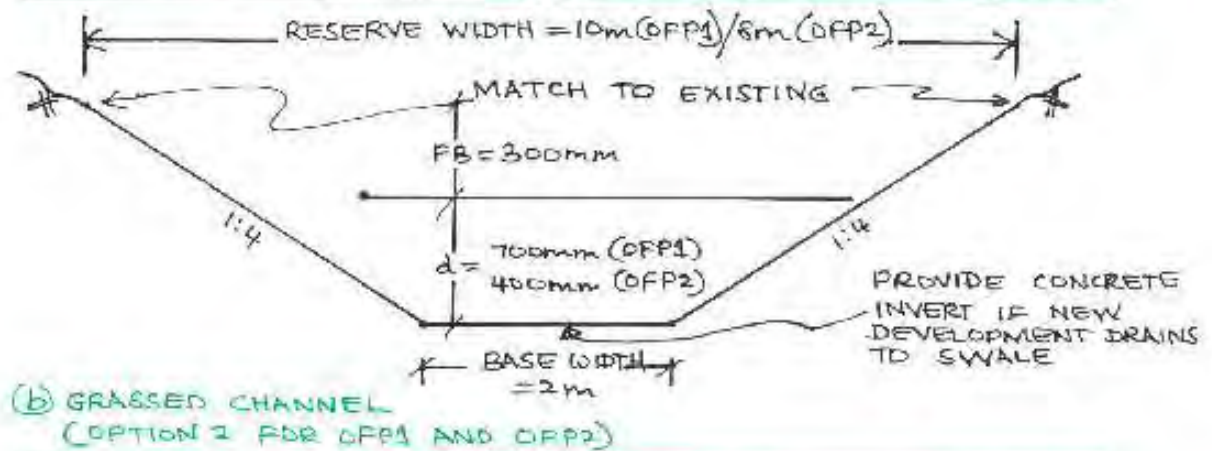 RESERVE WIDTH = 10m (OFP1) / 8m (OFP2)
MATCH TO EXISTING
FB = 300mm
1:4
1:4
d = 700mm (OFP1)
400mm (OFP2)
PROVIDE CONCRETE
INVERT IF NEW
DEVELOPMENT DRAINS
TO SWALE
BASE WIDTH
= 2m
(b) GRASSED CHANNEL
(OPTION 2 FOR OFP1 AND OFP2)